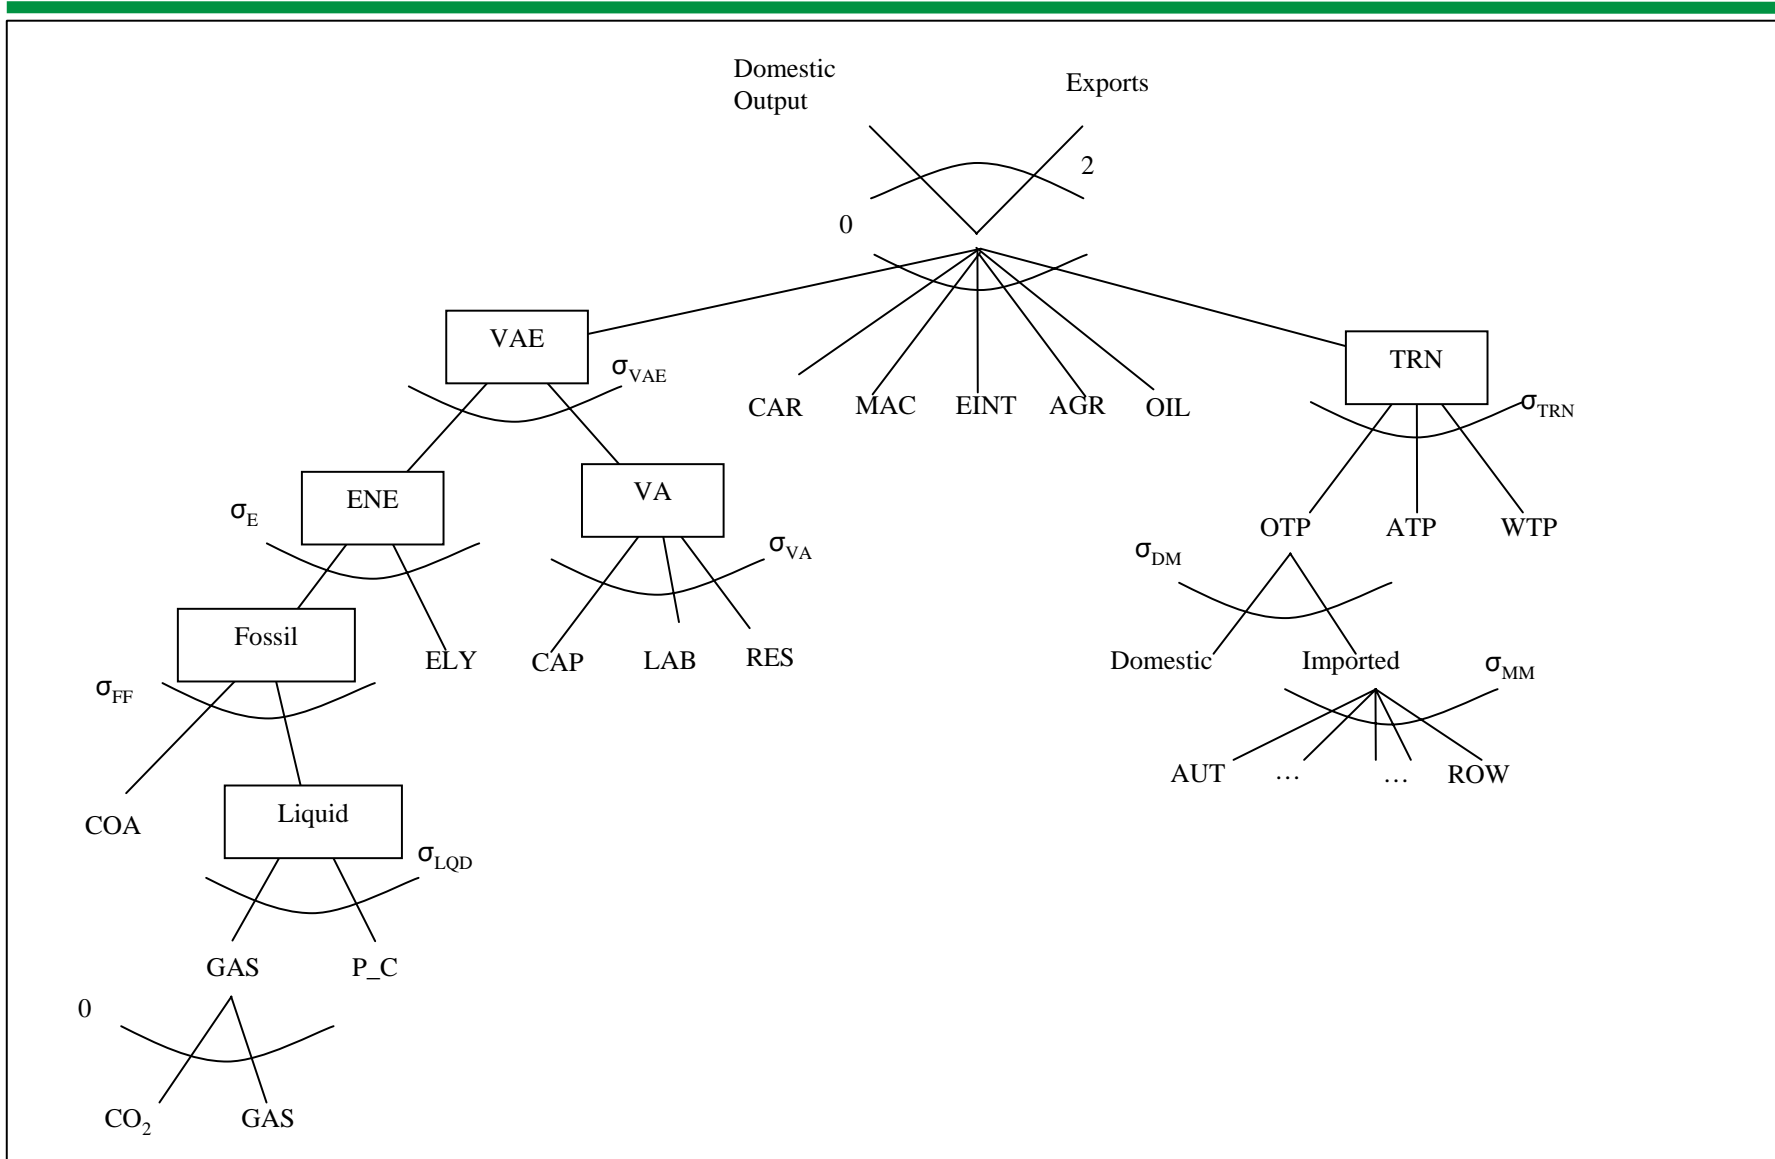 Domestic
Output
Exports
2
0
VAE
TRN
σVAE
CAR
MAC
EINT
AGR
OIL
σTRN
ENE
VA
σE
σVA
OTP
ATP
WTP
σDM
Fossil
ELY
CAP
LAB
RES
Domestic
Imported
σFF
σMM
AUT
…
…
ROW
COA
Liquid
σLQD
GAS
P_C
0
CO2
GAS